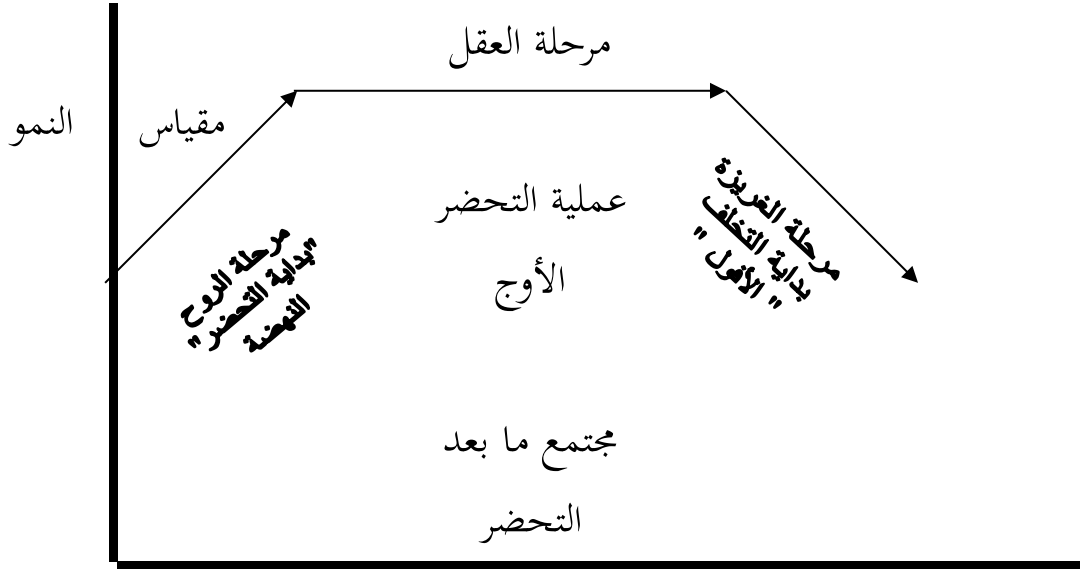 مرحلة العقل
مقياس
النمو
عملية التحضر
الأوج
مرحلة الروح
"بداية التحضر"
النهضة
مرحلة الغريزة
بداية التخلف
" الأفول "
مجتمع ما بعد
التحضر